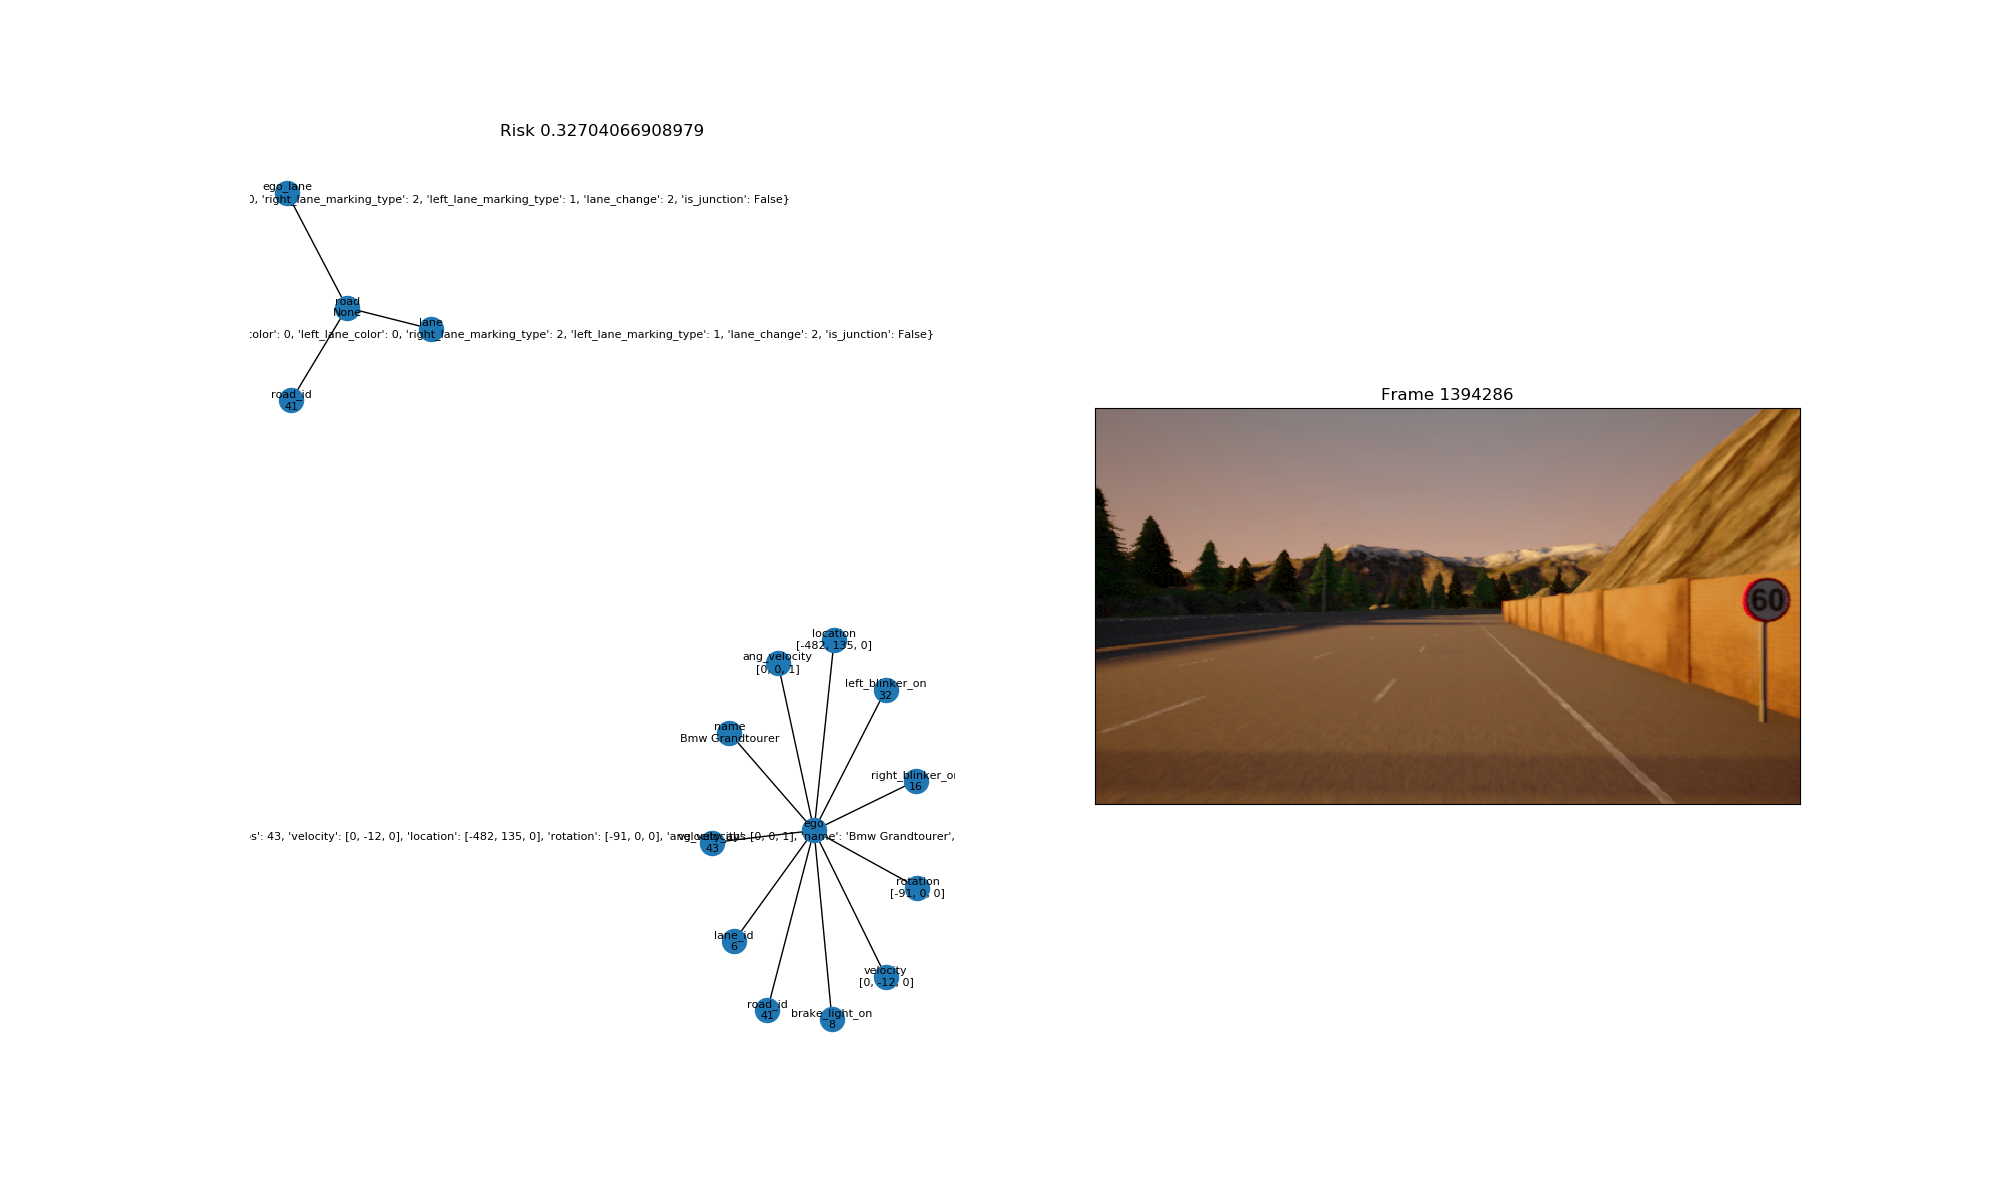 Risk 0.32704066908979
ego_lane
0, 'right_lane_marking_type': 2, 'left_lane_marking_type': 1, 'lane_change': 2, 'is_junction': False}
road
None
lane
color': 0, 'left_lane_color': 0, 'right_lane_marking_type': 2, 'left_lane_marking_type': 1, 'lane_change': 2, 'is_junction': False}
road_id
41
Frame 1394286
60
location
[-482, 135, 0]
ang_velocity
[0, 0, 1]
left_blinker_on
32
name
Bmw Grandtourer
right_blinker_on
16
ego
's': 43, 'velocity': [0, -12, 0], 'location': [-482, 135, 0], 'rotation': [-91, 0, 0], 'ang_velocity': [0, 0, 1], 'name': 'Bmw Grandtourer',
43
rotation
[-91, 0, 0]
lane_id
6
velocity
[0, -12, 0]
road_id
41
brake_light_on
8